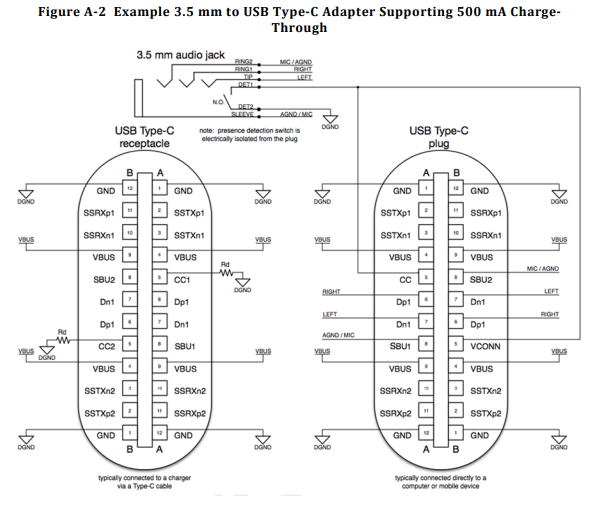 Figure A-2 Example 3.5 mm to USB Type-C Adapter Supporting 500 mA Charge-
Through
3.5 mm audio jack
RING2 MIC / AGND
RING1 RIGHT
TIP LEFT
DET1
N.O.
DET2
SLEEVE AGND / MIC
DGND
note: presence detection switch is
electrically isolated from the plug
USB Type-C
receptacle
B A
DGND GND 12 1 GND DGND
SSRXp1 11 2 SSTXp1
SSRXn1 10 3 SSTXn1
VBUS VBUS 9 4 VBUS VBUS
SBU2 8 5 CC1 Rd DGND
Dn1 7 6 Dp1
Dp1 6 7 Dn1
DGND Rd CC2 5 8 SBU1
VBUS VBUS 4 9 VBUS VBUS
SSTXn2 3 10 SSRXn2
SSTXp2 2 11 SSRXp2
DGND GND 1 12 GND DGND
B A
typically connected to a charger
via a Type-C cable
USB Type-C
plug
A B
DGND GND 1 12 GND DGND
SSTXp1 2 11 SSRXp1
SSTXn1 3 10 SSRXn1
VBUS VBUS 4 9 VBUS VBUS
CC 5 8 SBU2 MIC / AGND
RIGHT Dp1 6 7 Dn1 LEFT
LEFT Dn1 7 6 Dp1 RIGHT
AGND / MIC SBU1 8 5 VCONN
VBUS VBUS 9 4 VBUS VBUS
SSRXn2 10 3 SSTXn2
SSRXp2 11 2 SSTXp2
DGND GND 12 1 GND DGND
A B
typically connected directly to a
computer or mobile device